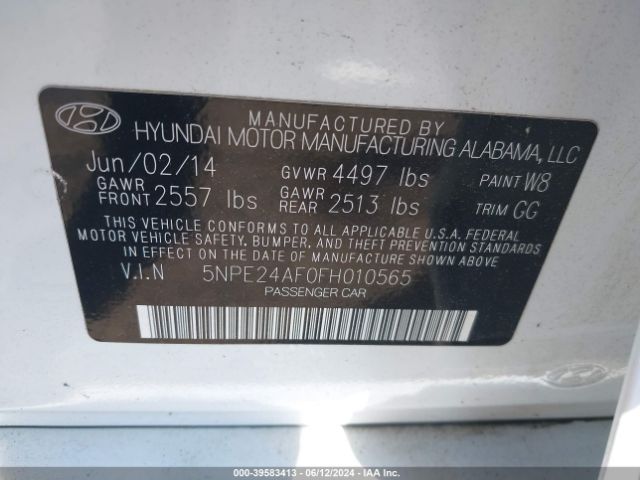 MANUFACTURED BY
HYUNDAI MOTOR MANUFACTURING ALABAMA, LLC
Jun/02/14 GVWR 4497 lbs PAINT W8
GAWR FRONT 2557 lbs GAWR REAR 2513 lbs TRIM GG
THIS VEHICLE CONFORMS TO ALL APPLICABLE U.S.A. FEDERAL
MOTOR VEHICLE SAFETY, BUMPER, AND THEFT PREVENTION STANDARDS
IN EFFECT ON THE DATE OF MANUFACTURE SHOWN ABOVE.
V.I.N 5NPE24AF0FH010565
PASSENGER CAR
000-39583413 - 06/12/2024 - IAAI.COM